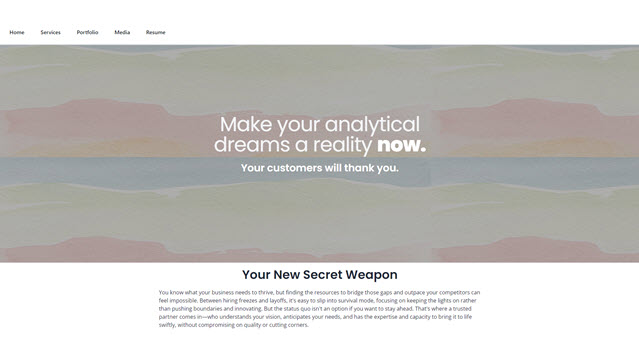 Home Services Portfolio Media Resume
Make your analytical
dreams a reality now.
Your customers will thank you.
Your New Secret Weapon
You know what your business needs to thrive, but finding the resources to bridge those gaps and outpace your competitors can
feel impossible. Between hiring freezes and layoffs, it's easy to slip into survival mode, focusing on keeping the lights on rather
than pushing boundaries and innovating. But the status quo isn't an option if you want to stay ahead. That's where a trusted
partner comes in—who understands your vision, anticipates your needs, and has the expertise and capacity to bring it to life
swiftly, without compromising on quality or cutting corners.